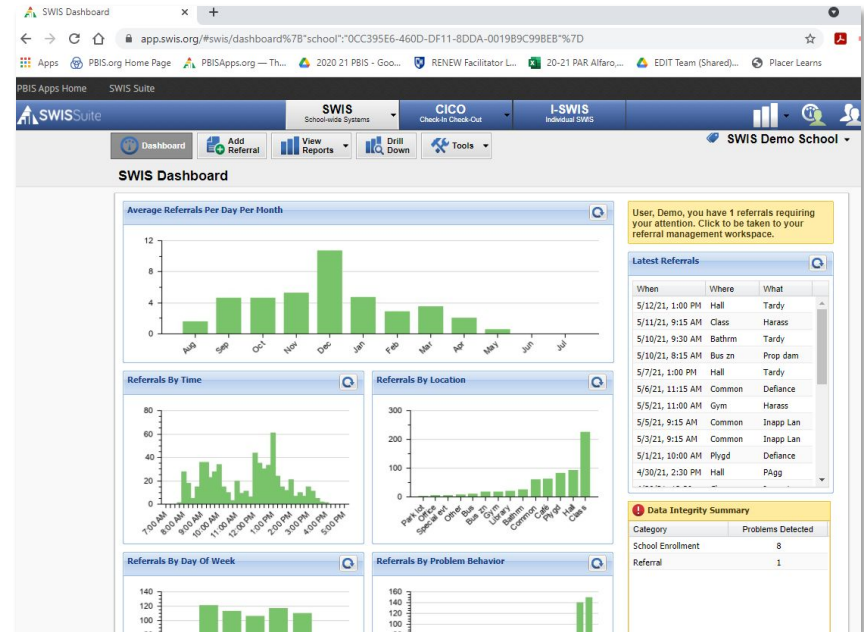 SWIS Dashboard
app.swis.org/#swis/dashboard%7B"school":"0CC395E6-460D-DF11-8DDA-0019B9C99BEB"%7D
Apps PBIS.org Home Page PBISApps.org — Th... 2020 21 PBIS - Goo... RENEW Facilitator L... 20-21 PAR Alfaro,... EDIT Team (Shared)... Placer Learns
PBIS Apps Home SWIS Suite
SWISSuite
SWIS
School-wide Systems
CICO
Check-In Check-Out
I-SWIS
Individual SWIS
Dashboard
Add Referral
View Reports
Drill Down
Tools
SWIS Demo School
SWIS Dashboard
Average Referrals Per Day Per Month
12
8
4
0
Aug Sep Oct Nov Dec Jan Feb Mar Apr May Jun Jul
Referrals By Time
80
60
40
20
0
7:00 AM 8:00 AM 9:00 AM 10:00 AM 11:00 AM 12:00 PM 1:00 PM 2:00 PM 3:00 PM 4:00 PM 5:00 PM
Referrals By Location
300
200
100
0
Park lot Office Special evt Other Bus Bus zn Gym Library Bathrm Common Café Plygd Hall Class
Referrals By Day Of Week
140
120
100
Referrals By Problem Behavior
160
140
120
100
User, Demo, you have 1 referrals requiring
your attention. Click to be taken to your
referral management workspace.
Latest Referrals
When Where What
5/12/21, 1:00 PM Hall Tardy
5/11/21, 9:15 AM Class Harass
5/10/21, 9:30 AM Bathrm Tardy
5/10/21, 8:15 AM Bus zn Prop dam
5/7/21, 1:00 PM Hall Tardy
5/6/21, 11:15 AM Common Defiance
5/5/21, 11:00 AM Gym Harass
5/5/21, 9:15 AM Common Inapp Lan
5/3/21, 9:15 AM Common Inapp Lan
5/1/21, 10:00 AM Plygd Defiance
4/30/21, 2:30 PM Hall PAgg
Data Integrity Summary
Category Problems Detected
School Enrollment 8
Referral 1